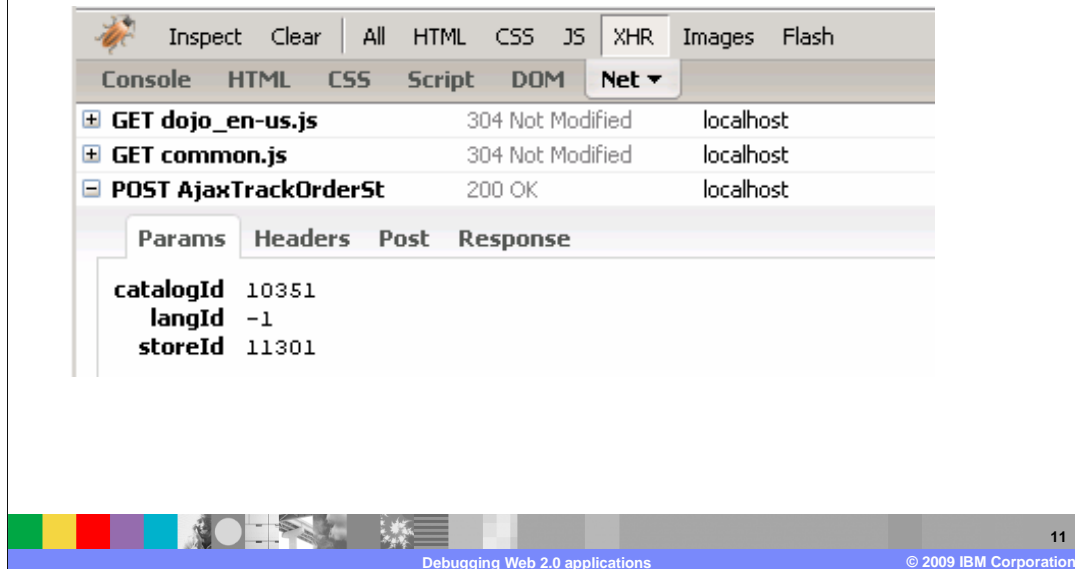 Inspect Clear All HTML CSS JS XHR Images Flash
Console HTML CSS Script DOM Net
GET dojo_en-us.js 304 Not Modified localhost
GET common.js 304 Not Modified localhost
POST AjaxTrackOrderSt 200 OK localhost
Params Headers Post Response
catalogId 10351
langId -1
storeId 11301
11
Debugging Web 2.0 applications © 2009 IBM Corporation